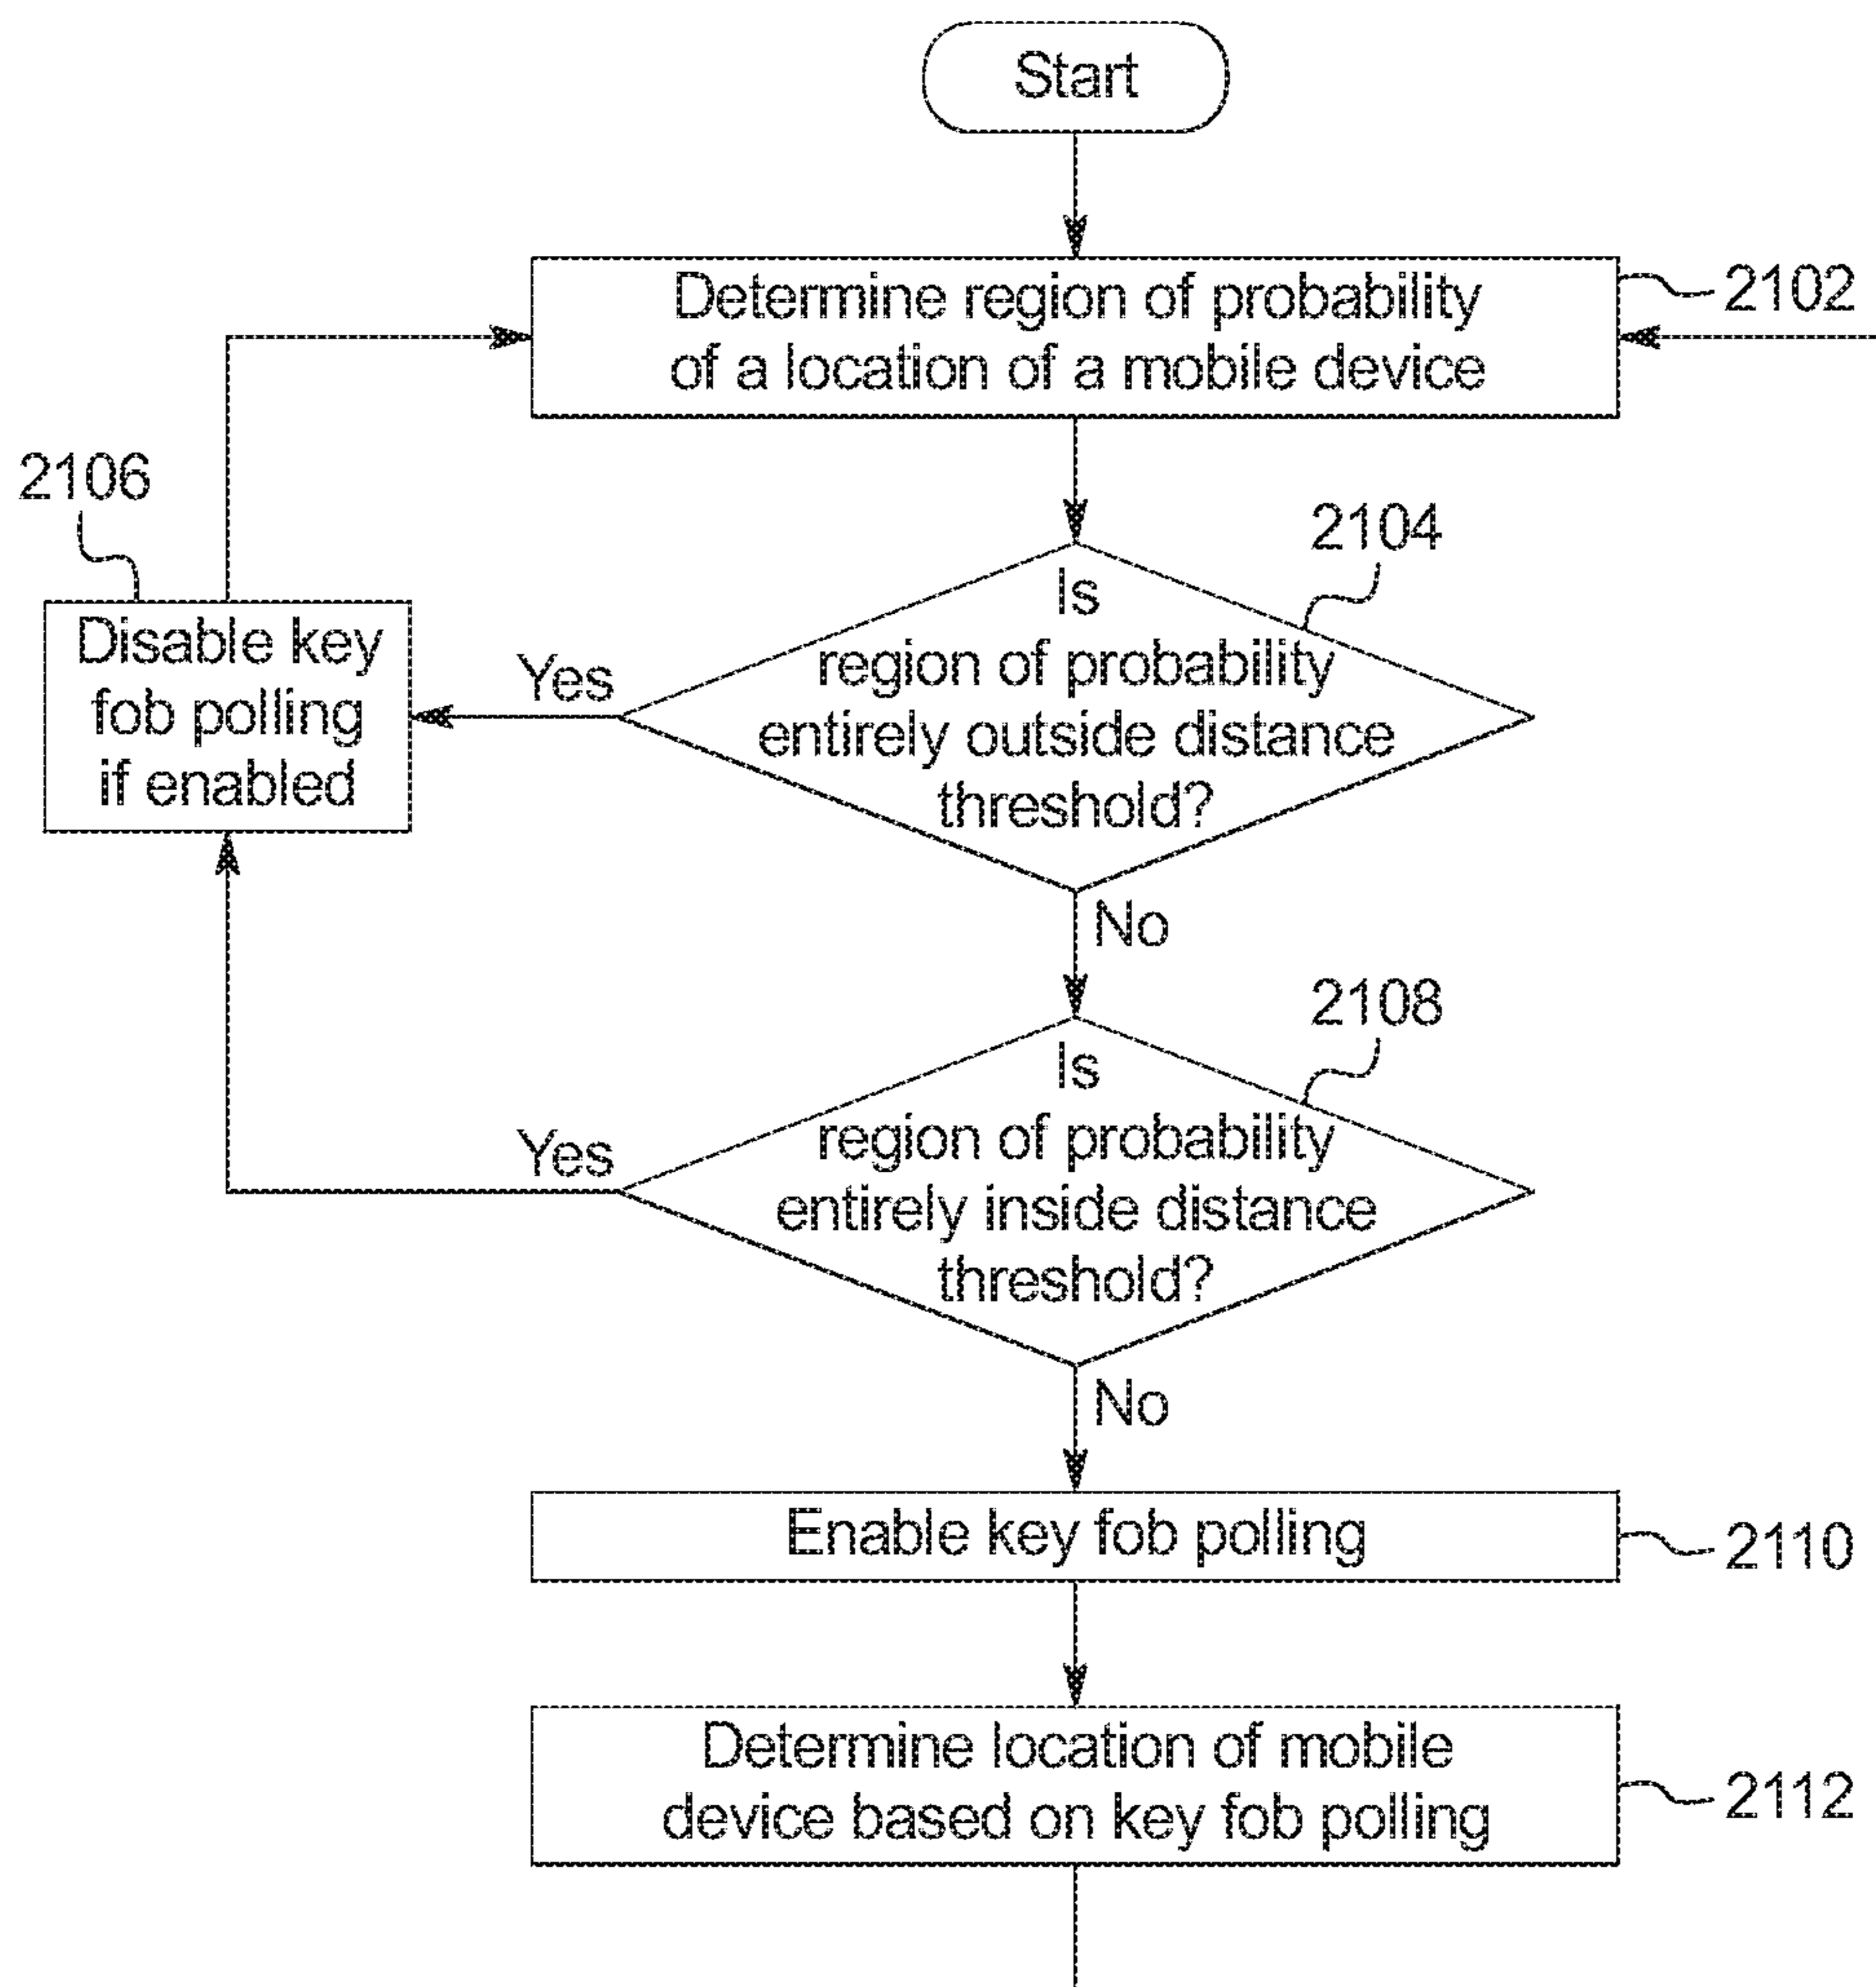 Start
Determine region of probability
of a location of a mobile device
2102
2106
2104
Disable key
fob polling
if enabled
Yes
Is
region of probability
entirely outside distance
threshold?
No
2108
Yes
Is
region of probability
entirely inside distance
threshold?
No
Enable key fob polling
2110
Determine location of mobile
device based on key fob polling
2112